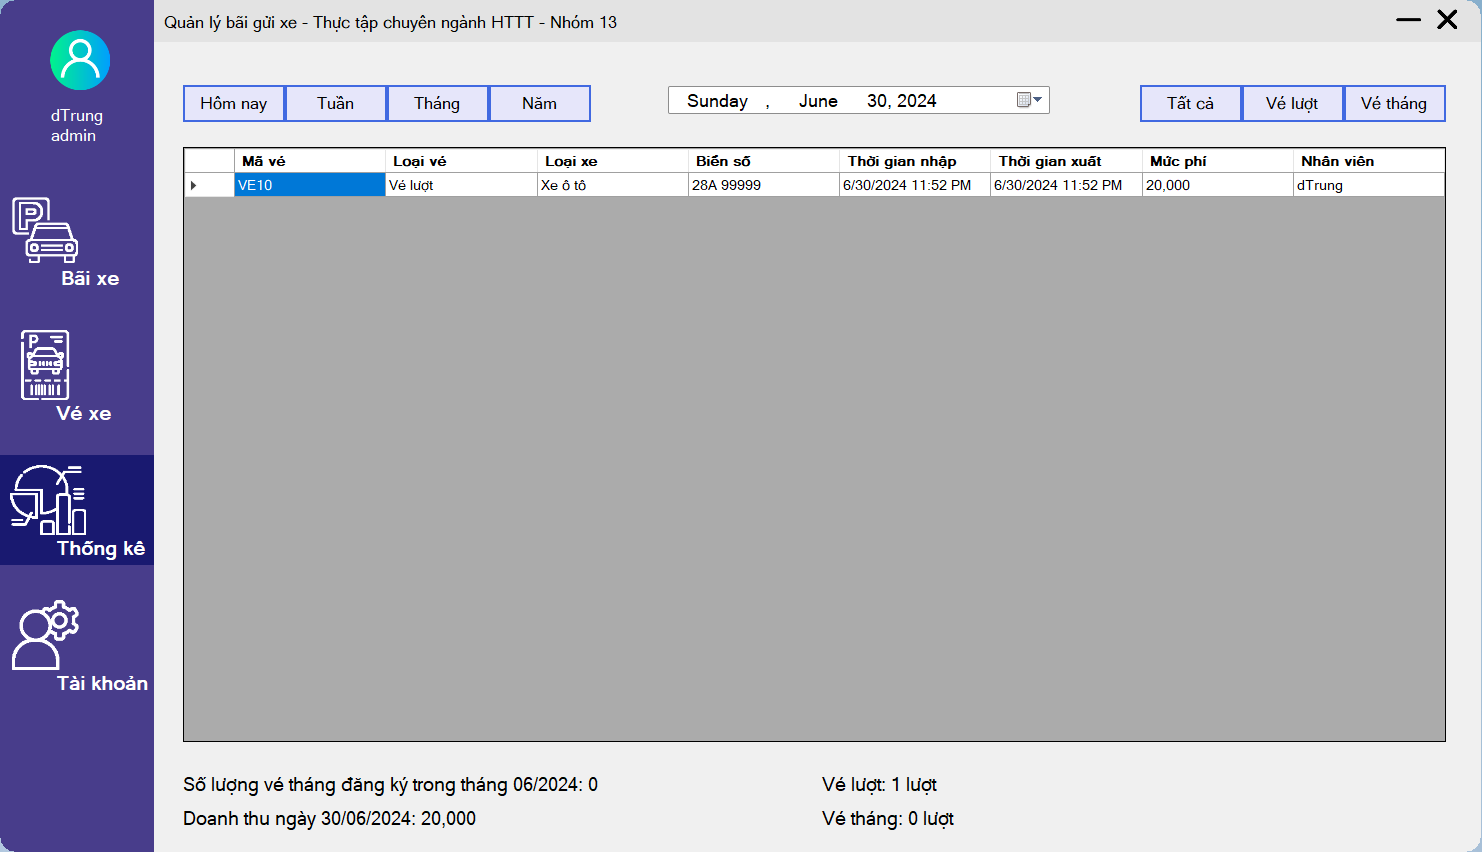 Quản lý bãi gửi xe - Thực tập chuyên ngành HTTT - Nhóm 13
dTrung
admin
Bãi xe
Vé xe
Thống kê
Tài khoản
Hôm nay Tuần Tháng Năm
Sunday , June 30, 2024
Tất cả Vé lượt Vé tháng
Mã vé Loại vé Loại xe Biển số Thời gian nhập Thời gian xuất Mức phí Nhân viên
VE10 Vé lượt Xe ô tô 28A 99999 6/30/2024 11:52 PM 6/30/2024 11:52 PM 20,000 dTrung
Số lượng vé tháng đăng ký trong tháng 06/2024: 0
Doanh thu ngày 30/06/2024: 20,000
Vé lượt: 1 lượt
Vé tháng: 0 lượt